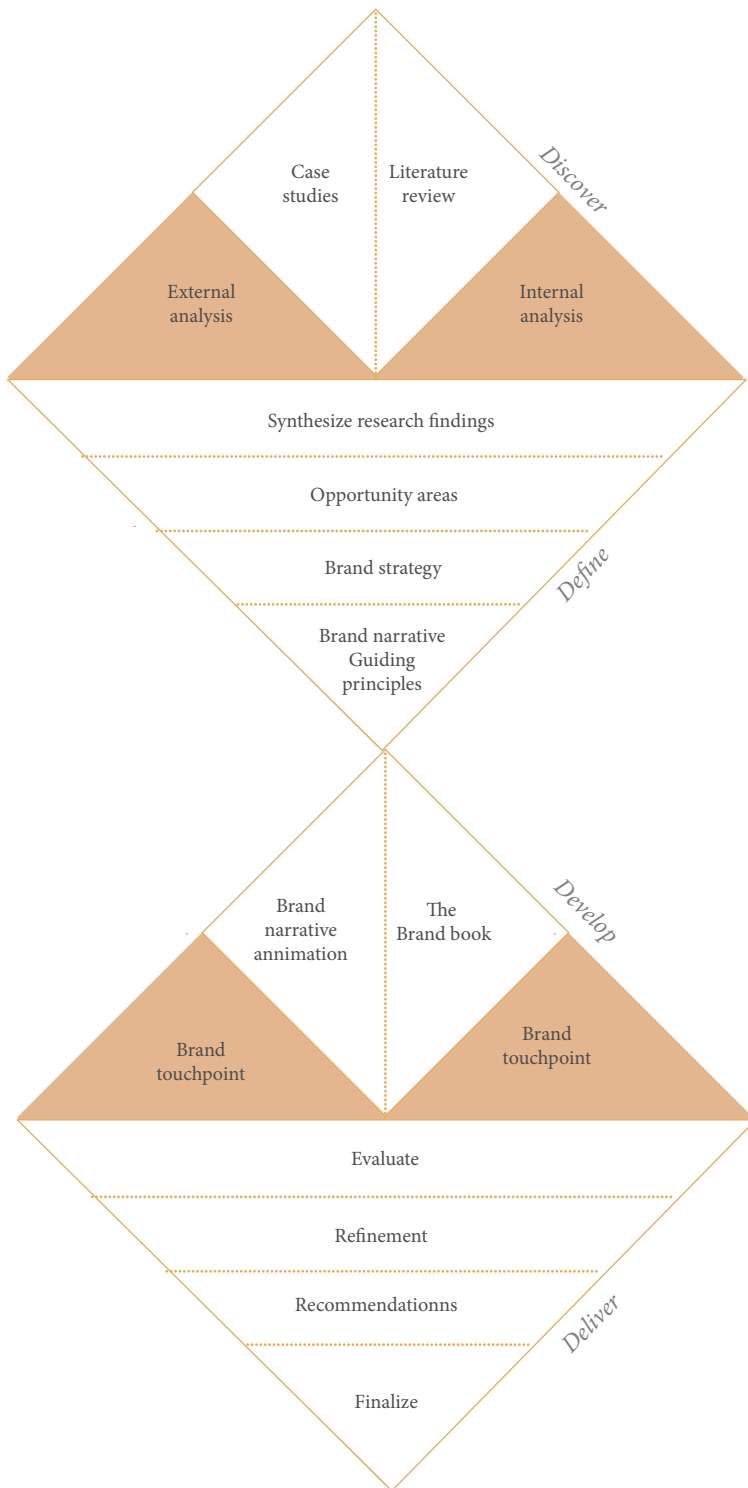 Case
studies
Literature
review
Discover
External
analysis
Internal
analysis
Synthesize research findings
Opportunity areas
Brand strategy
Define
Brand narrative
Guiding
principles
Brand
narrative
annimation
The
Brand book
Develop
Brand
touchpoint
Brand
touchpoint
Evaluate
Refinement
Recommendationns
Deliver
Finalize